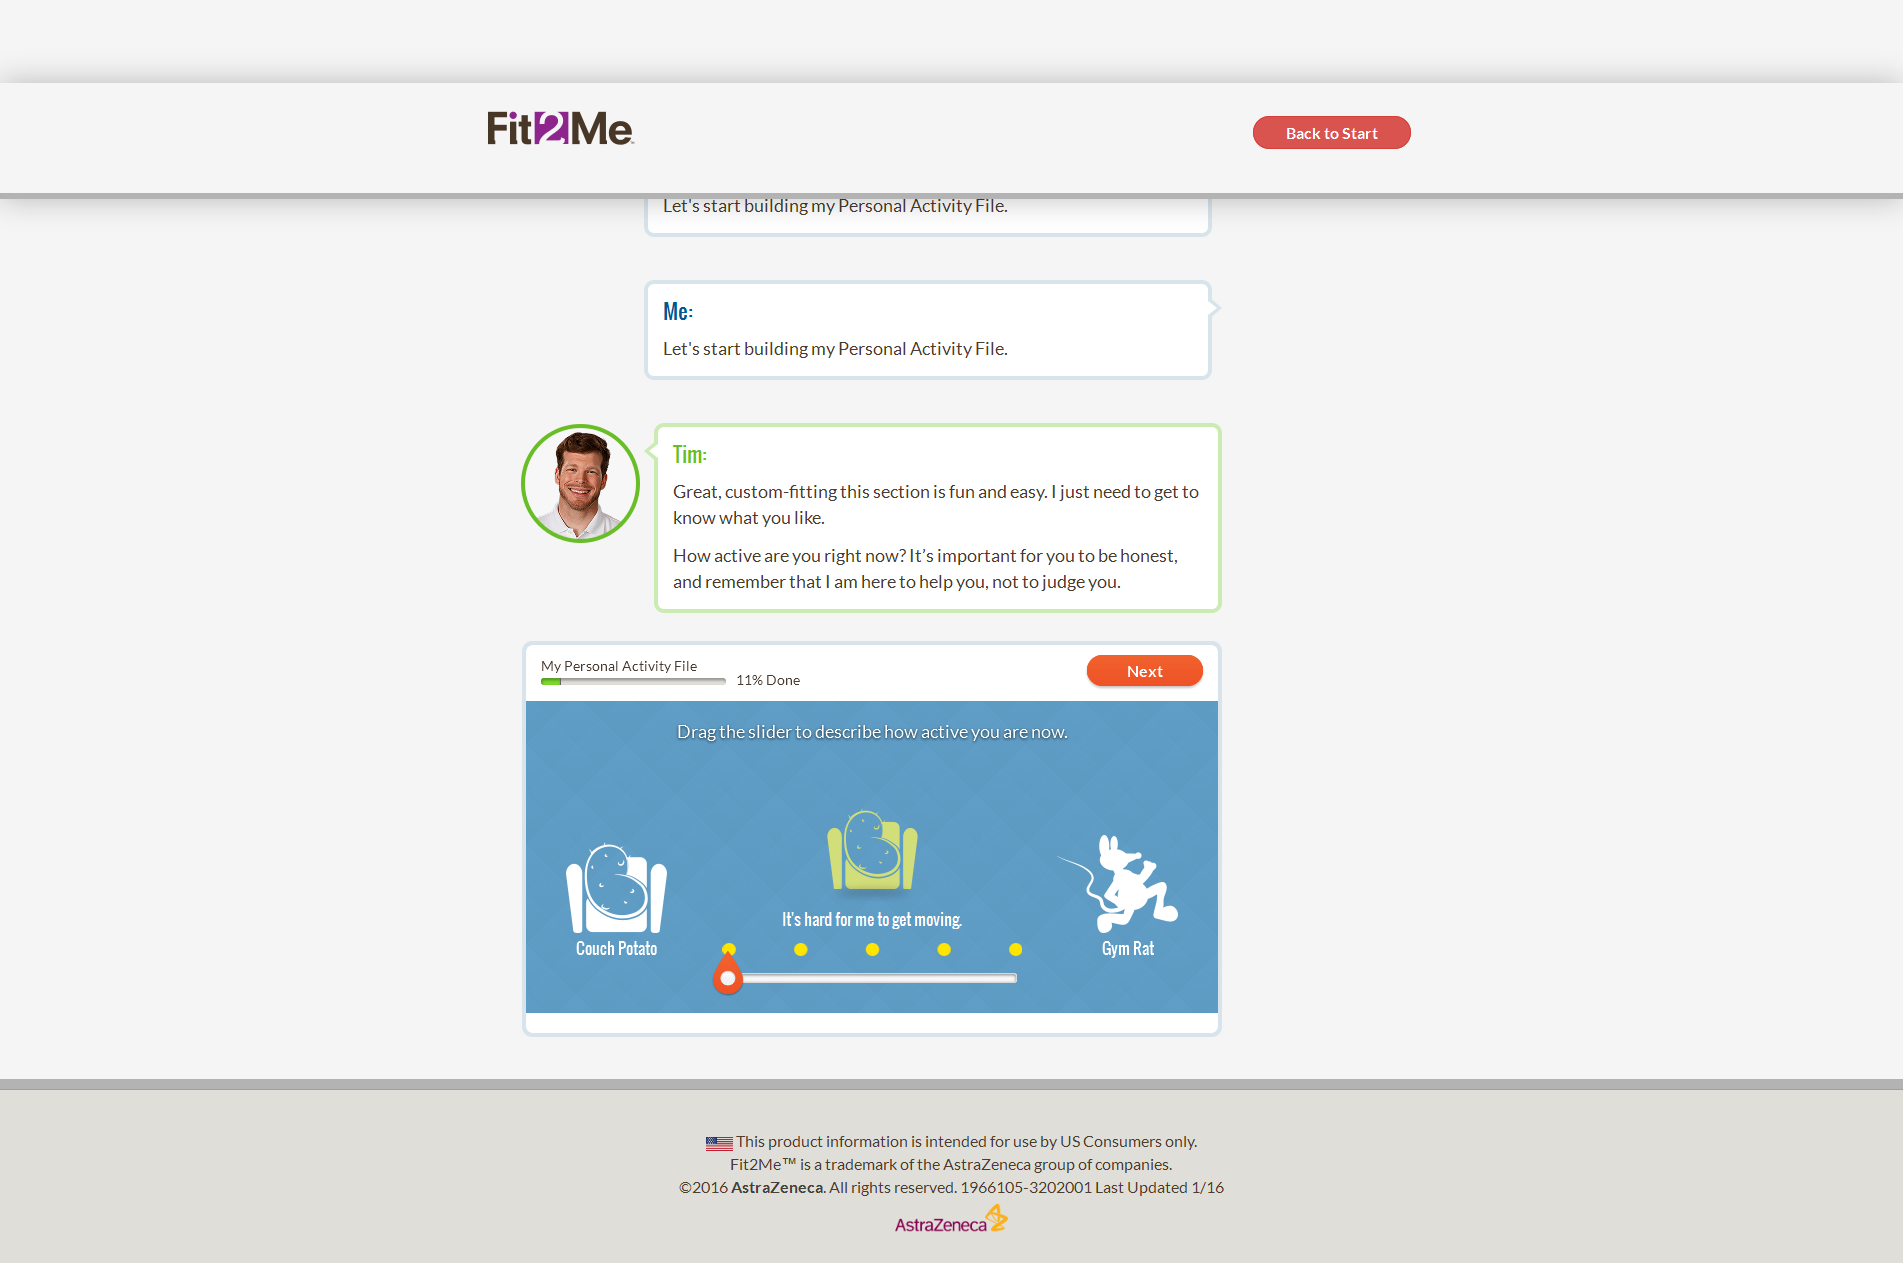 Fit2Me™
Back to Start
Let's start building my Personal Activity File.
Me:
Let's start building my Personal Activity File.
Tim:
Great, custom-fitting this section is fun and easy. I just need to get to
know what you like.
How active are you right now? It’s important for you to be honest,
and remember that I am here to help you, not to judge you.
My Personal Activity File
11% Done
Next
Drag the slider to describe how active you are now.
It's hard for me to get moving.
Couch Potato
Gym Rat
This product information is intended for use by US Consumers only.
Fit2Me™ is a trademark of the AstraZeneca group of companies.
©2016 AstraZeneca. All rights reserved. 1966105-3202001 Last Updated 1/16
AstraZeneca